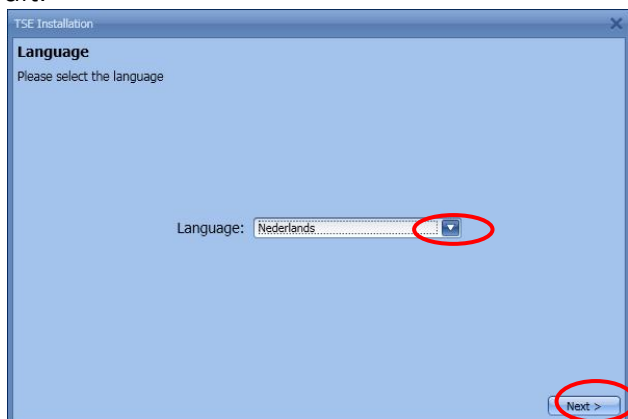 TSE Installation
Language
Please select the language
Language: Nederlands
Next >